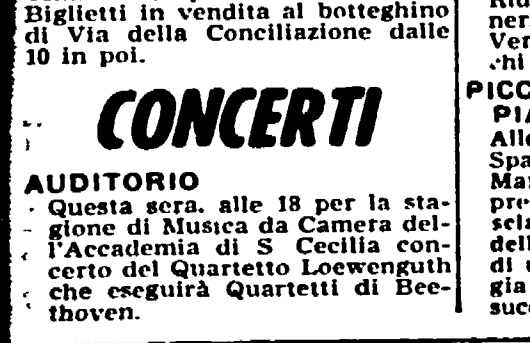 Biglietti in vendita al botteghino
di Via della Conciliazione dalle
10 in poi.
CONCERTI
AUDITORIO
Questa sera. alle 18 per la sta-
gione di Musica da Camera del-
l'Accademia di S Cecilia con-
certo del Quartetto Loewenguth
che eseguirà Quartetti di Bee-
thoven.
PICC
PIA
Alle
Spa
Ma
pre
scia
dell
di u
gia
succ